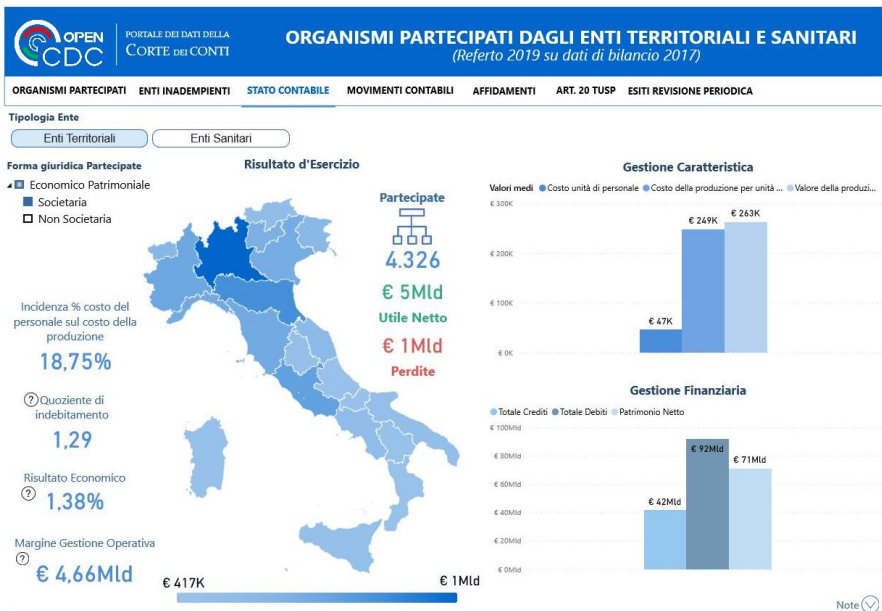 OPEN
CDC
PORTALE DEI DATI DELLA
CORTE DEI CONTI
ORGANISMI PARTECIPATI DAGLI ENTI TERRITORIALI E SANITARI
(Referto 2019 su dati di bilancio 2017)
ORGANISMI PARTECIPATI ENTI INADEMPIENTI STATO CONTABILE MOVIMENTI CONTABILI AFFIDAMENTI ART. 20 TUSP ESITI REVISIONE PERIODICA
Tipologia Ente
Enti Territoriali Enti Sanitari
Forma giuridica Partecipate
Economico Patrimoniale
Societaria
Non Societaria
Incidenza % costo del
personale sul costo della
produzione
18,75%
? Quoziente di
indebitamento
1,29
Risultato Economico
?
1,38%
Margine Gestione Operativa
?
€ 4,66Mld
Risultato d'Esercizio
Partecipate
4.326
€ 5Mld
Utile Netto
€ 1Mld
Perdite
€ 417K € 1Mld
Gestione Caratteristica
Valori medi Costo unità di personale Costo della produzione per unità ... Valore della produzi...
€ 300K
€ 200K
€ 100K
€ 0K
€ 47K
€ 249K
€ 263K
Gestione Finanziaria
Totale Crediti Totale Debiti Patrimonio Netto
€ 100Mld
€ 80Mld
€ 60Mld
€ 40Mld
€ 20Mld
€ 0Mld
€ 42Mld
€ 92Mld
€ 71Mld
Note